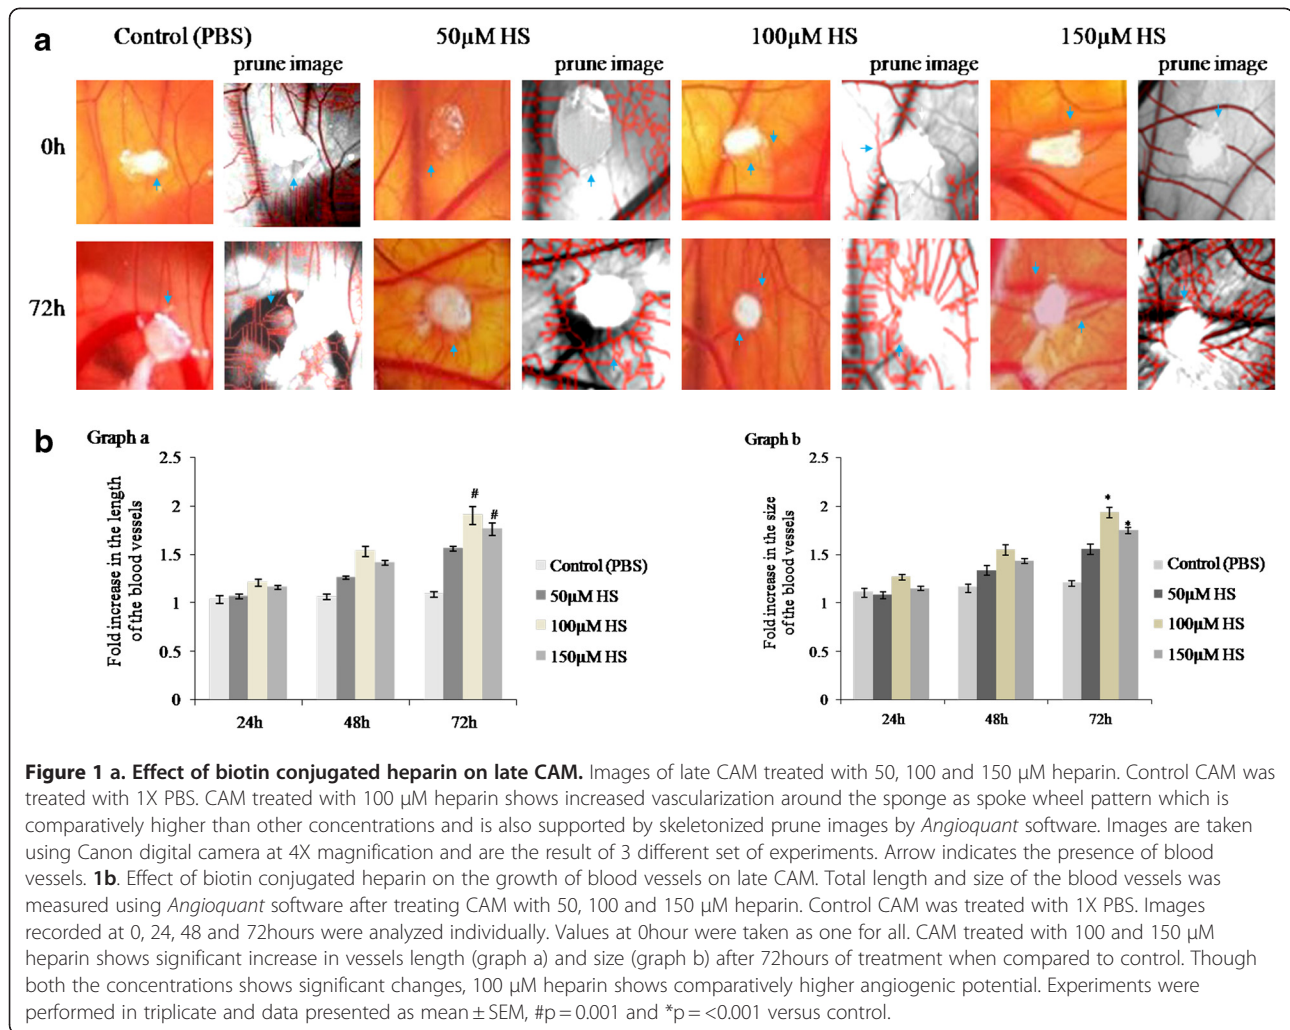 a
Control (PBS) 50μM HS 100μM HS 150μM HS
prune image prune image prune image prune image
0h
72h
b
Graph a
Fold increase in the length
of the blood vessels
2.5
2
1.5
1
0.5
0
# #
24h 48h 72h
Control (PBS)
50μM HS
100μM HS
150μM HS
Graph b
Fold increase in the size
of the blood vessels
2.5
2
1.5
1
0.5
0
* *
24h 48h 72h
Control (PBS)
50μM HS
100μM HS
150μM HS
Figure 1 a. Effect of biotin conjugated heparin on late CAM. Images of late CAM treated with 50, 100 and 150 μM heparin. Control CAM was
treated with 1X PBS. CAM treated with 100 μM heparin shows increased vascularization around the sponge as spoke wheel pattern which is
comparatively higher than other concentrations and is also supported by skeletonized prune images by Angioquant software. Images are taken
using Canon digital camera at 4X magnification and are the result of 3 different set of experiments. Arrow indicates the presence of blood
vessels. 1b. Effect of biotin conjugated heparin on the growth of blood vessels on late CAM. Total length and size of the blood vessels was
measured using Angioquant software after treating CAM with 50, 100 and 150 μM heparin. Control CAM was treated with 1X PBS. Images
recorded at 0, 24, 48 and 72hours were analyzed individually. Values at 0hour were taken as one for all. CAM treated with 100 and 150 μM
heparin shows significant increase in vessels length (graph a) and size (graph b) after 72hours of treatment when compared to control. Though
both the concentrations shows significant changes, 100 μM heparin shows comparatively higher angiogenic potential. Experiments were
performed in triplicate and data presented as mean ± SEM, #p = 0.001 and *p = <0.001 versus control.